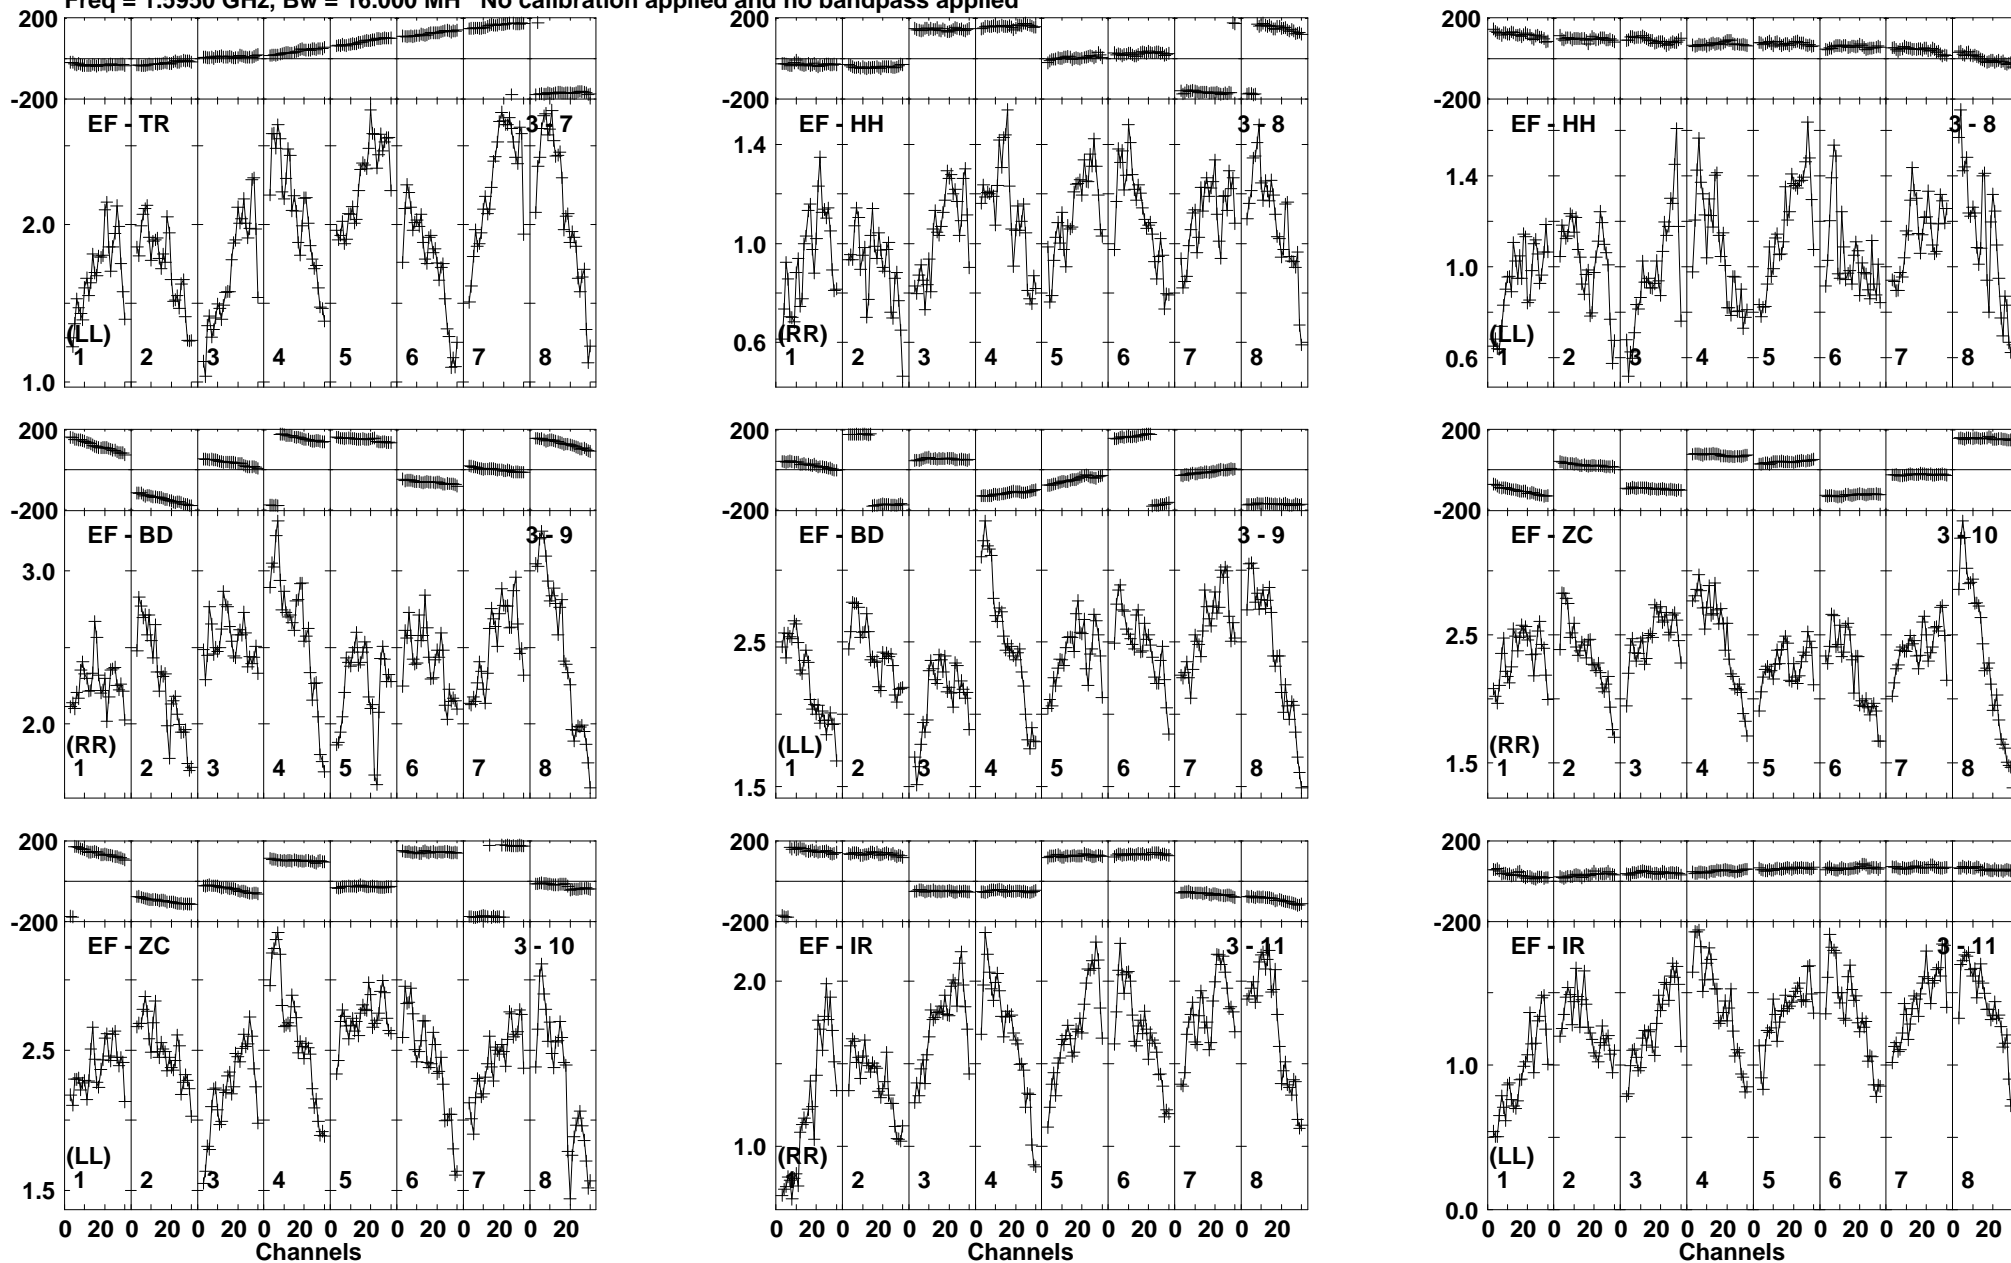 Freq = 1.5950 GHz, Bw = 16.000 MH No calibration applied and no bandpass applied
200 200 200
-200 -200 -200
EF - TR 3 - 7 EF - HH 3 - 8 EF - HH 3 - 8
1.4 1.4
2.0 1.0 1.0
(LL) (RR) (LL)
0.6 0.6
1 2 3 4 5 6 7 8 1 2 3 4 5 6 7 8 1 2 3 4 5 6 7 8
1.0
200 200 200
-200 -200 -200
EF - BD 3 - 9 EF - BD 3 - 9 EF - ZC 3 - 10
3.0 2.5 2.5
2.0
(RR) (LL) (RR)
1 2 3 4 5 6 7 8 1 2 3 4 5 6 7 8 1 2 3 4 5 6 7 8
1.5 1.5
200 200 200
-200 -200 -200
EF - ZC 3 - 10 EF - IR 3 - 11 EF - IR 3 - 11
2.0
2.5 1.0
1.0
(LL) (RR) (LL)
1 2 3 4 5 6 7 8 1 2 3 4 5 6 7 8 1 2 3 4 5 6 7 8
1.5 0.0
0 20 0 20 0 20 0 20 0 20 0 20 0 20 0 20 0 20 0 20 0 20 0 20 0 20 0 20 0 20 0 20 0 20 0 20 0 20 0 20 0 20 0 20 0 20 0 20
Channels Channels Channels